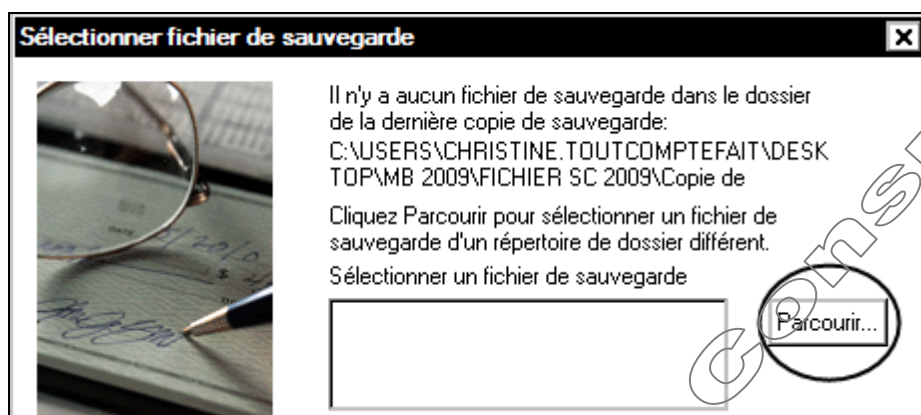 Sélectionner fichier de sauvegarde
Il n'y a aucun fichier de sauvegarde dans le dossier
de la dernière copie de sauvegarde:
C:\USERS\CHRISTINE.TOUTCOMPTEFAIT\DESK
TOP\MB 2009\FICHIER SC 2009\Copie de
Cliquez Parcourir pour sélectionner un fichier de
sauvegarde d'un répertoire de dossier différent.
Sélectionner un fichier de sauvegarde
Parcourir...
Cons